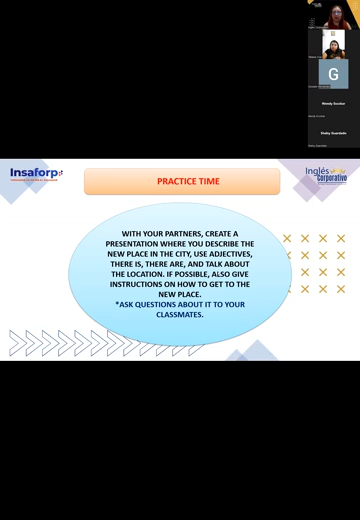 Wendy Escobar
Shelsy Guardado
Insaforp
Inglés
Corporativo
PRACTICE TIME
WITH YOUR PARTNERS, CREATE A
PRESENTATION WHERE YOU DESCRIBE THE
NEW PLACE IN THE CITY, USE ADJECTIVES,
THERE IS, THERE ARE, AND TALK ABOUT
THE LOCATION. IF POSSIBLE, ALSO GIVE
INSTRUCTIONS ON HOW TO GET TO THE
NEW PLACE.
*ASK QUESTIONS ABOUT IT TO YOUR
CLASSMATES.
G